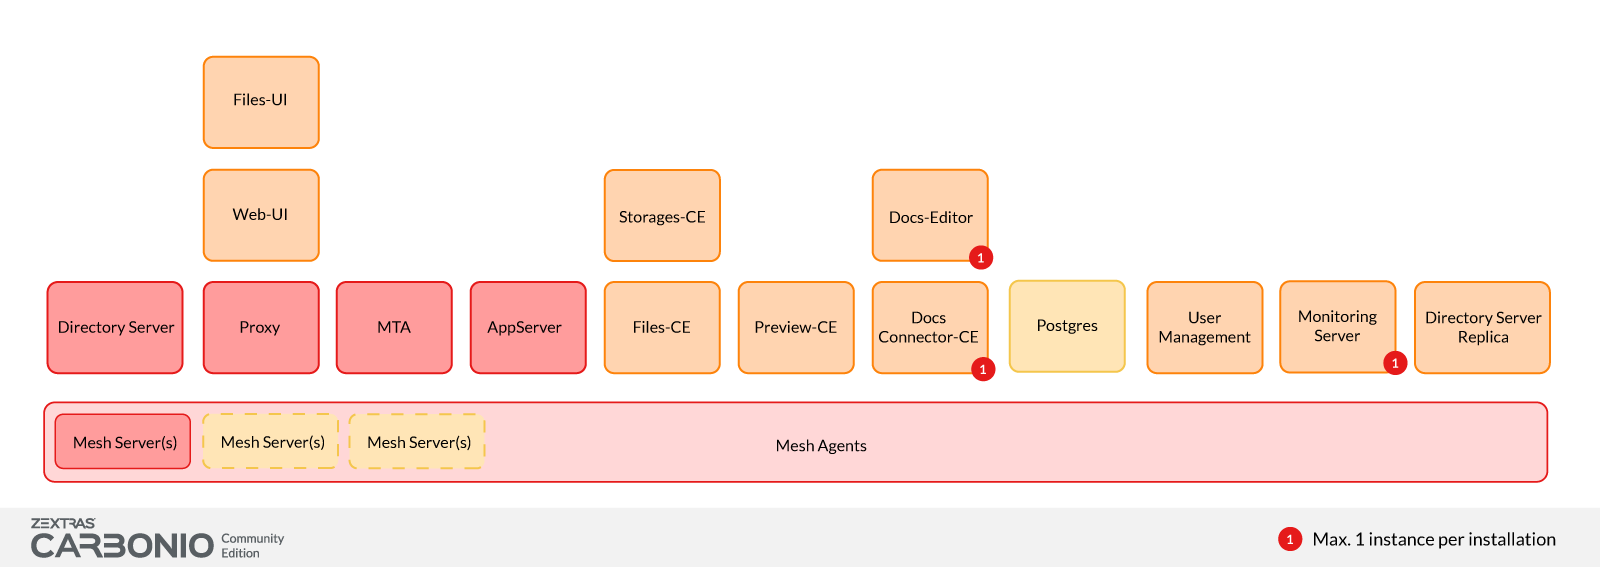 Files-UI
Web-UI
Storages-CE
Docs-Editor
1
Directory Server
Proxy
MTA
AppServer
Files-CE
Preview-CE
Docs
Connector-CE
1
Postgres
User
Management
Monitoring
Server
1
Directory Server
Replica
Mesh Server(s)
Mesh Server(s)
Mesh Server(s)
Mesh Agents
ZEXTRAS
CARBONIO
Community
Edition
1 Max. 1 instance per installation